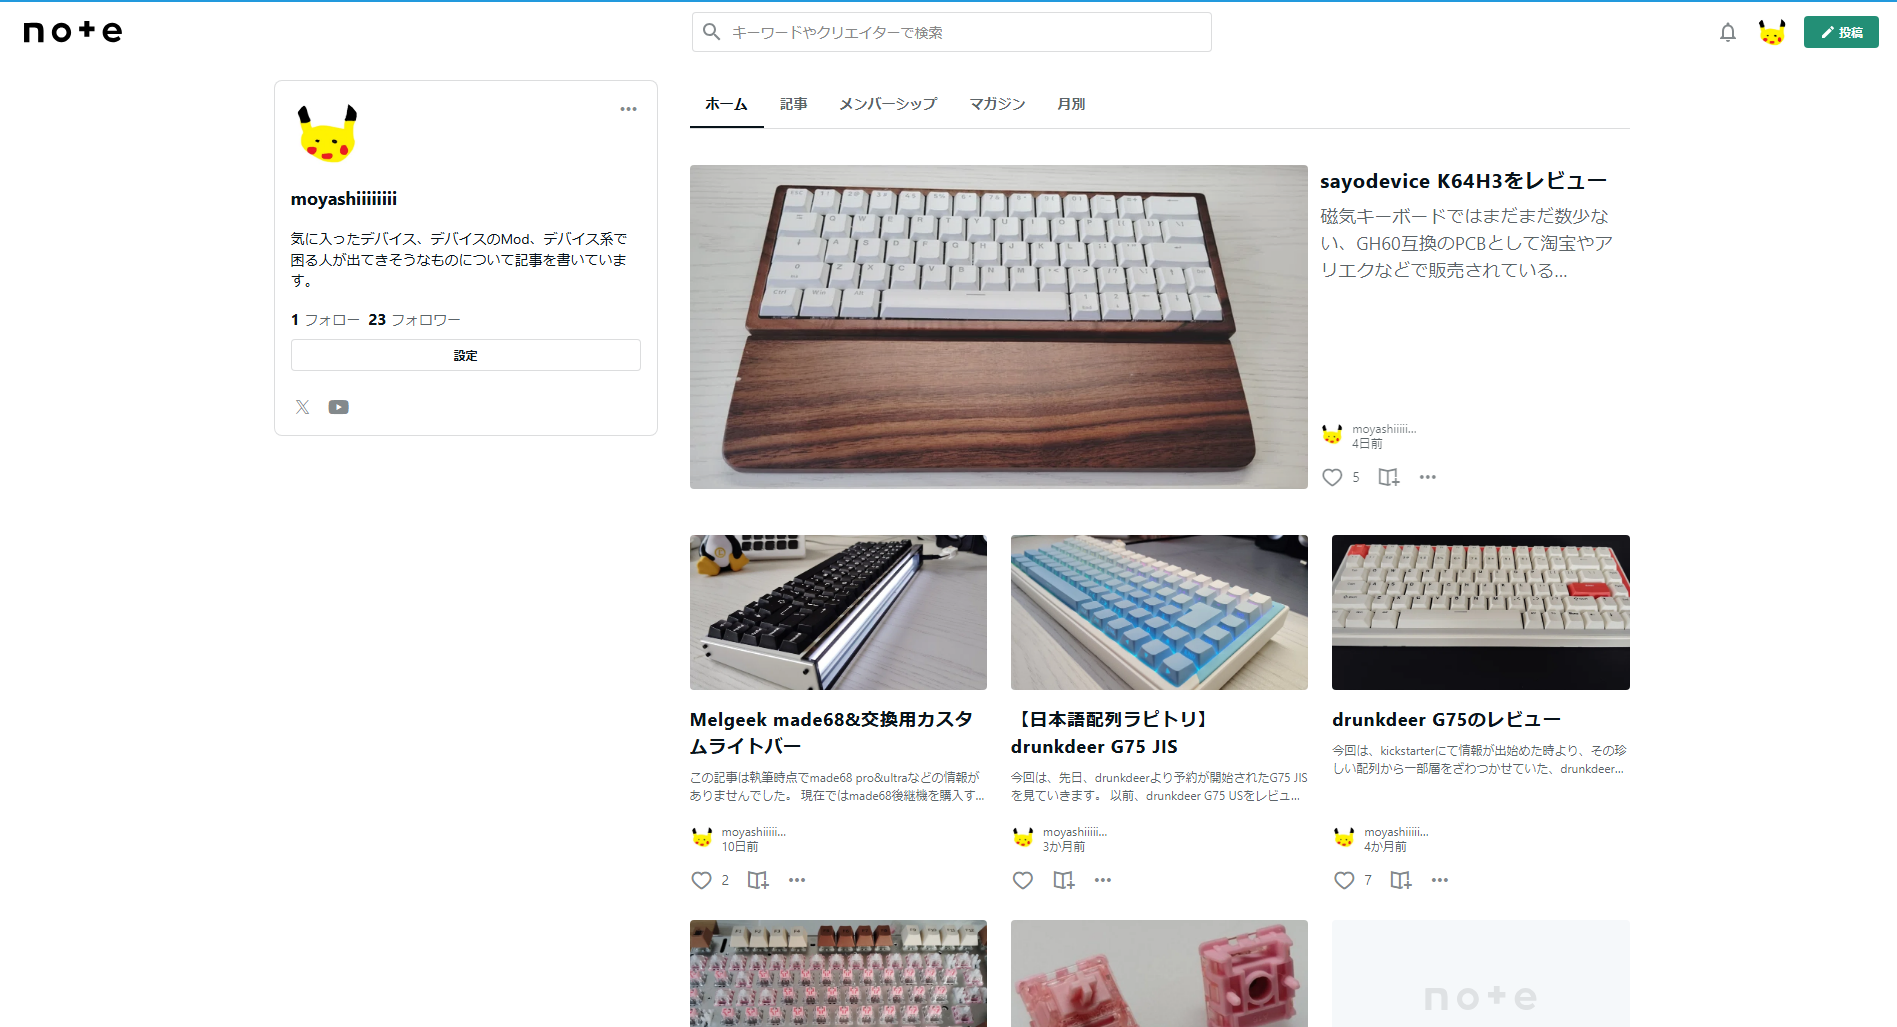 note
キーワードやクリエイターで検索
投稿
moyashiiiiiiii
気に入ったデバイス、デバイスのMod、デバイス系で
困る人が出てきそうなものについて記事を書いていま
す。
1 フォロー 23 フォロワー
設定
ホーム 記事 メンバーシップ マガジン 月別
sayodevice K64H3をレビュー
磁気キーボードではまだまだ数少な
い、GH60互換のPCBとして淘宝やア
リエクなどで販売されている...
moyashiiiii...
4日前
5
Melgeek made68&交換用カスタ
ムライトバー
この記事は執筆時点でmade68 pro&ultraなどの情報が
ありませんでした。 現在ではmade68後継機を購入す...
moyashiiiii...
10日前
2
【日本語配列ラピトリ】
drunkdeer G75 JIS
今回は、先日、drunkdeerより予約が開始されたG75 JIS
を見ていきます。 以前、drunkdeer G75 USをレビュ...
moyashiiiii...
3か月前
drunkdeer G75のレビュー
今回は、kickstarterにて情報が出始めた時より、その珍
しい配列から一部層をざわつかせていた、drunkdeer...
moyashiiiii...
4か月前
7
note